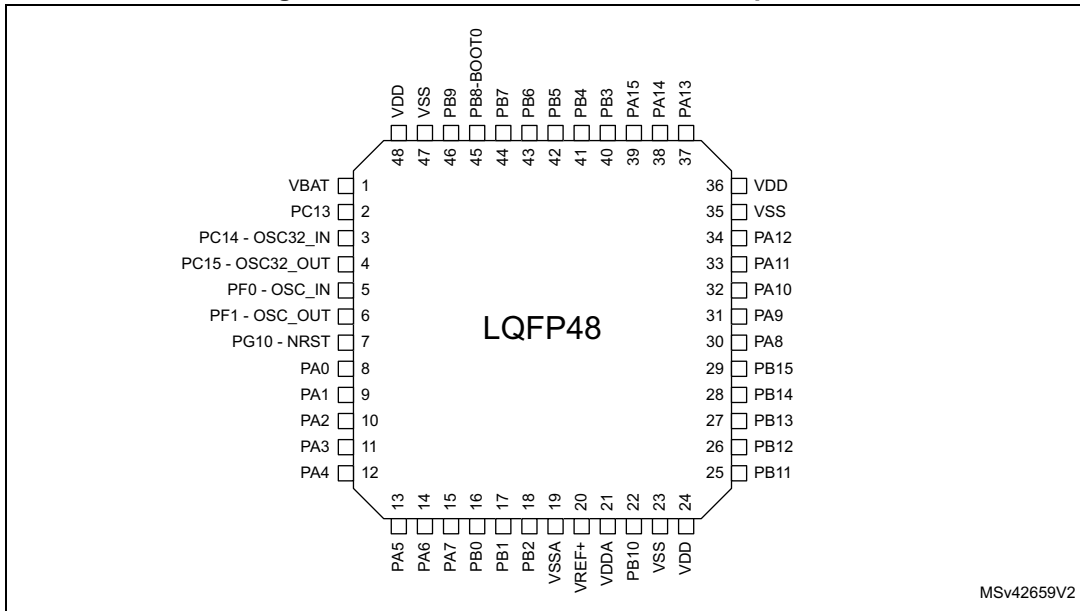 VDD
VSS
PB9
PB8-BOOT0
PB7
PB6
PB5
PB4
PB3
PA15
PA14
PA13
48
47
46
45
44
43
42
41
40
39
38
37
VBAT 1
PC13 2
PC14 - OSC32_IN 3
PC15 - OSC32_OUT 4
PF0 - OSC_IN 5
PF1 - OSC_OUT 6
PG10 - NRST 7
PA0 8
PA1 9
PA2 10
PA3 11
PA4 12
LQFP48
36 VDD
35 VSS
34 PA12
33 PA11
32 PA10
31 PA9
30 PA8
29 PB15
28 PB14
27 PB13
26 PB12
25 PB11
13
14
15
16
17
18
19
20
21
22
23
24
PA5
PA6
PA7
PB0
PB1
PB2
VSSA
VREF+
VDDA
PB10
VSS
VDD
MSv42659V2